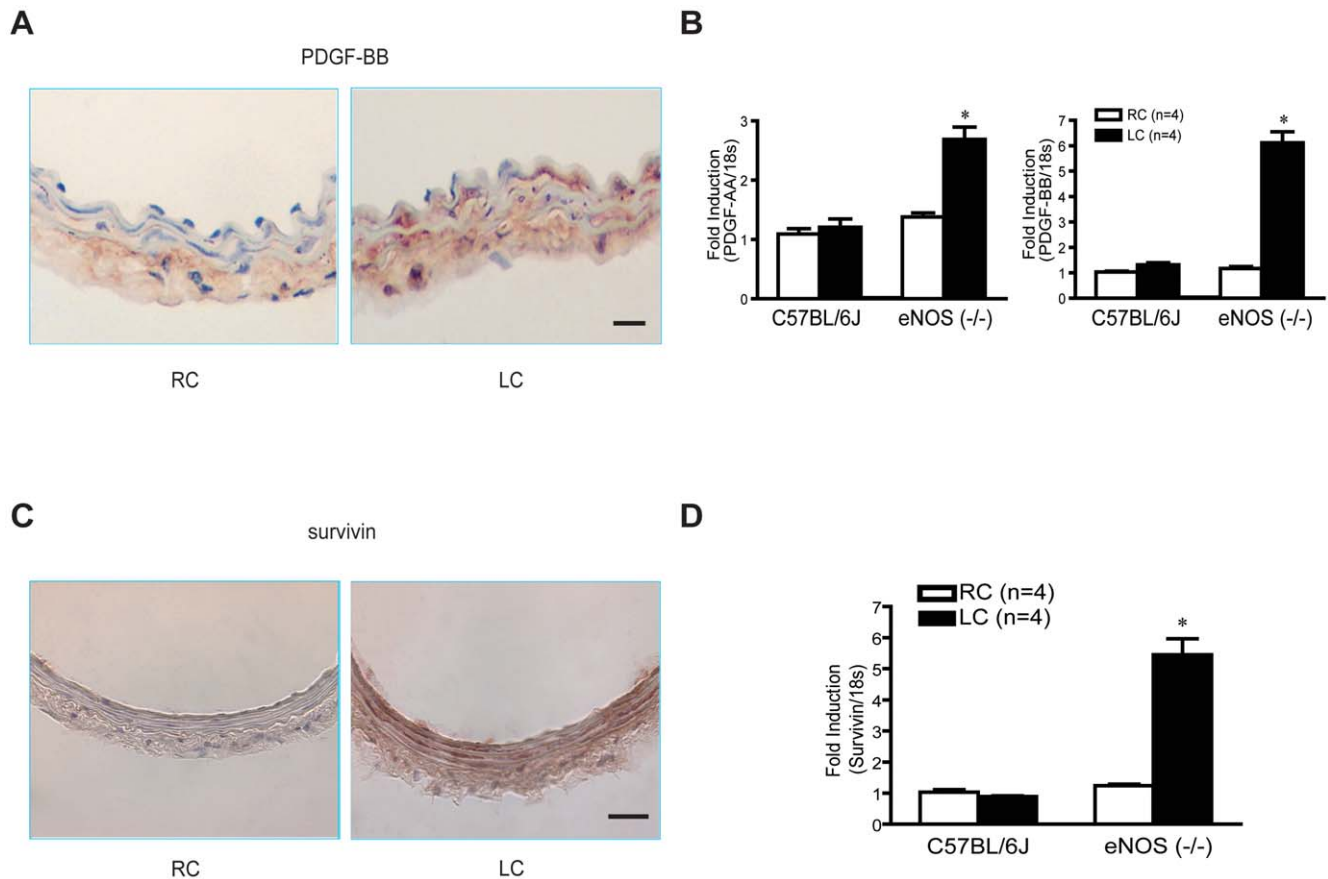 A
PDGF-BB
RC
LC
B
Fold Induction
(PDGF-AA/18s)
3
2
1
0
*
C57BL/6J
eNOS (-/-)
Fold Induction
(PDGF-BB/18s)
7
6
5
4
3
2
1
0
RC (n=4)
LC (n=4)
*
C57BL/6J
eNOS (-/-)
C
survivin
RC
LC
D
Fold Induction
(Survivin/18s)
7
6
5
4
3
2
1
0
RC (n=4)
LC (n=4)
*
C57BL/6J
eNOS (-/-)